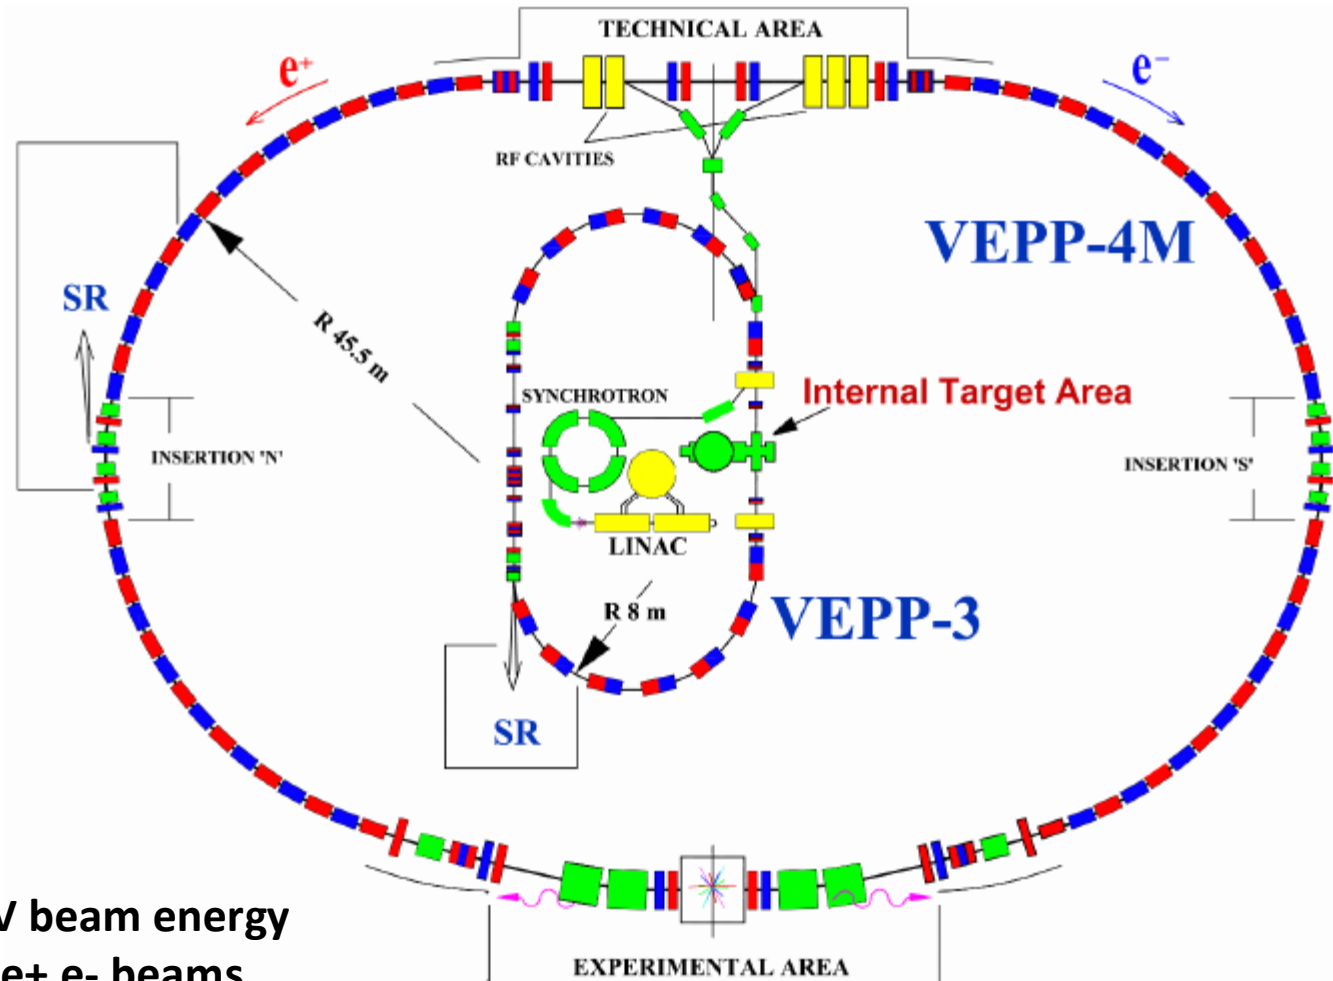 TECHNICAL AREA
e⁺
e⁻
RF CAVITIES
VEPP-4M
SR
R 45.5 m
SYNCHROTRON
Internal Target Area
INSERTION 'N'
INSERTION 'S'
LINAC
R 8 m
VEPP-3
SR
V beam energy
e+ e- beams
EXPERIMENTAL AREA